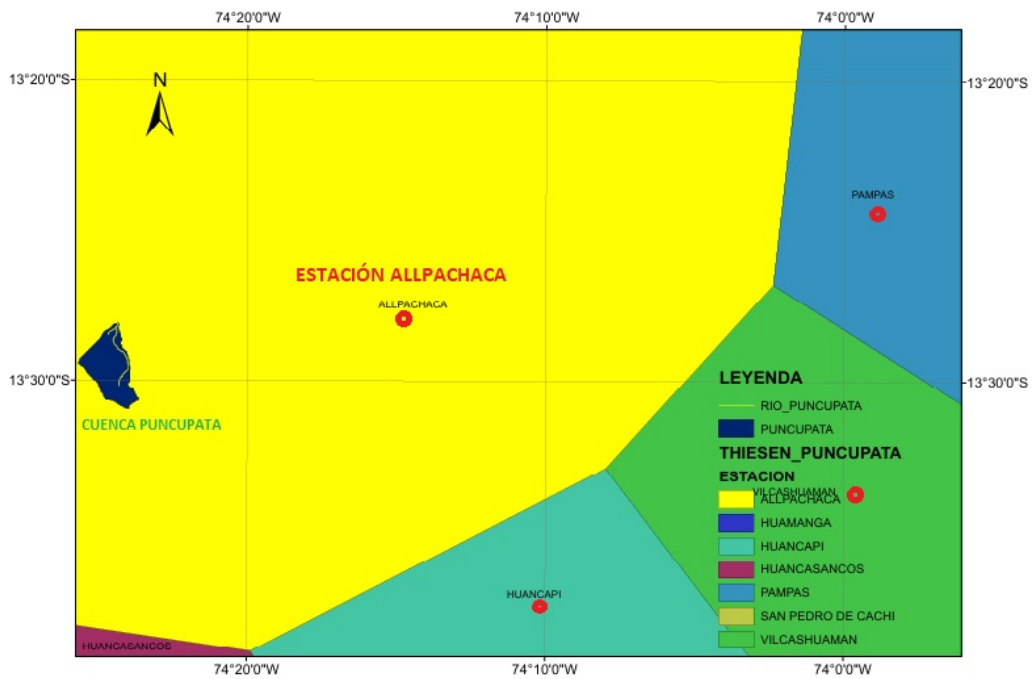 74°20'0"W 74°10'0"W 74°0'0"W
13°20'0"S 13°20'0"S
N
PAMPAS
ESTACIÓN ALLPACHACA
ALLPACHACA
13°30'0"S 13°30'0"S
CUENCA PUNCUPATA
LEYENDA
RIO_PUNCUPATA
PUNCUPATA
THIESEN_PUNCUPATA
ESTACION
VILCASHUAMAN
ALLPACHACA
HUAMANGA
HUANCAPI
HUANCASANCOS
PAMPAS
SAN PEDRO DE CACHI
VILCASHUAMAN
HUANCAPI
HUANCASANCOS
74°20'0"W 74°10'0"W 74°0'0"W